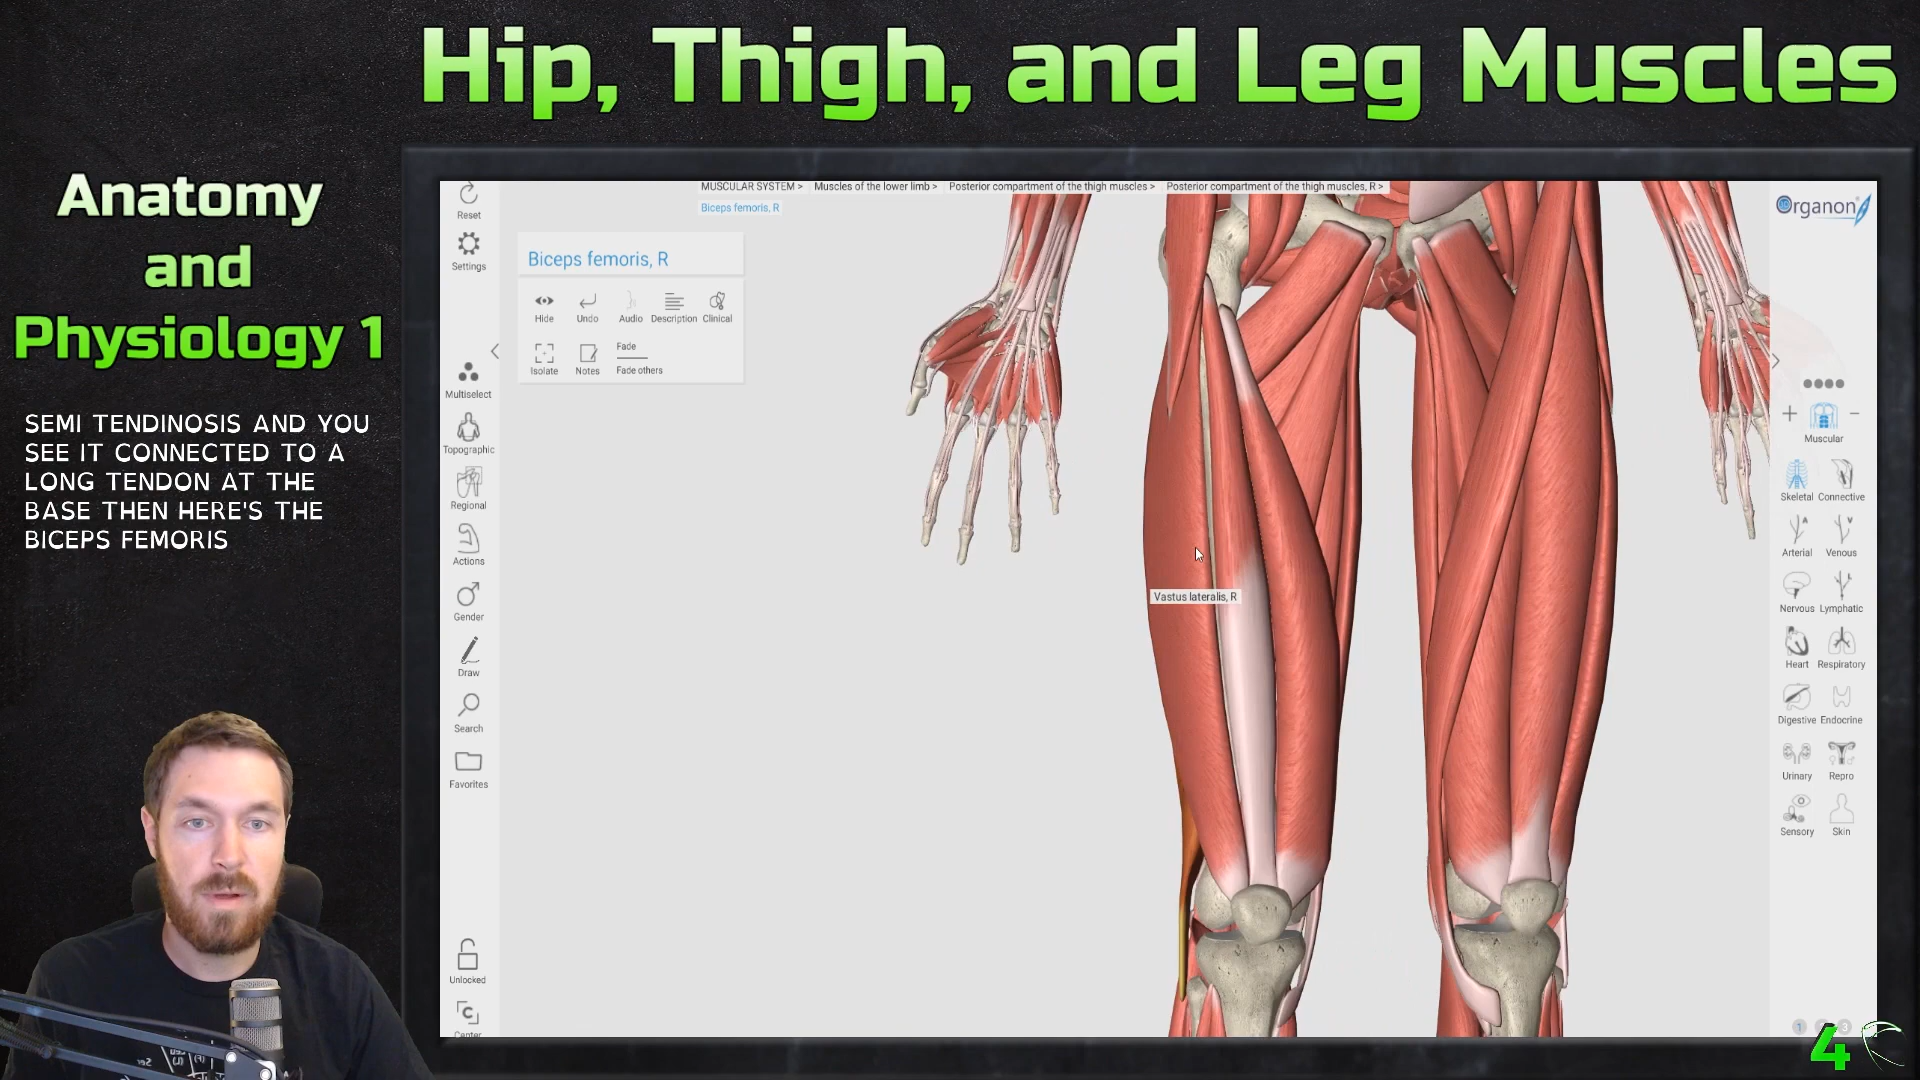 Hip, Thigh, and Leg Muscles
Anatomy
and
Physiology 1
SEMI TENDINOSIS AND YOU
SEE IT CONNECTED TO A
LONG TENDON AT THE
BASE THEN HERE'S THE
BICEPS FEMORIS
MUSCULAR SYSTEM > Muscles of the lower limb > Posterior compartment of the thigh muscles > Posterior compartment of the thigh muscles, R >
Biceps femoris, R
Biceps femoris, R
Hide Undo Audio Description Clinical
Isolate Notes Fade
Fade others
Reset
Settings
Multiselect
Topographic
Regional
Actions
Gender
Draw
Search
Favorites
Unlocked
Center
Vastus lateralis, R
3D Organon
Muscular
Skeletal Connective
Arterial Venous
Nervous Lymphatic
Heart Respiratory
Digestive Endocrine
Urinary Repro
Sensory Skin
1 3
4